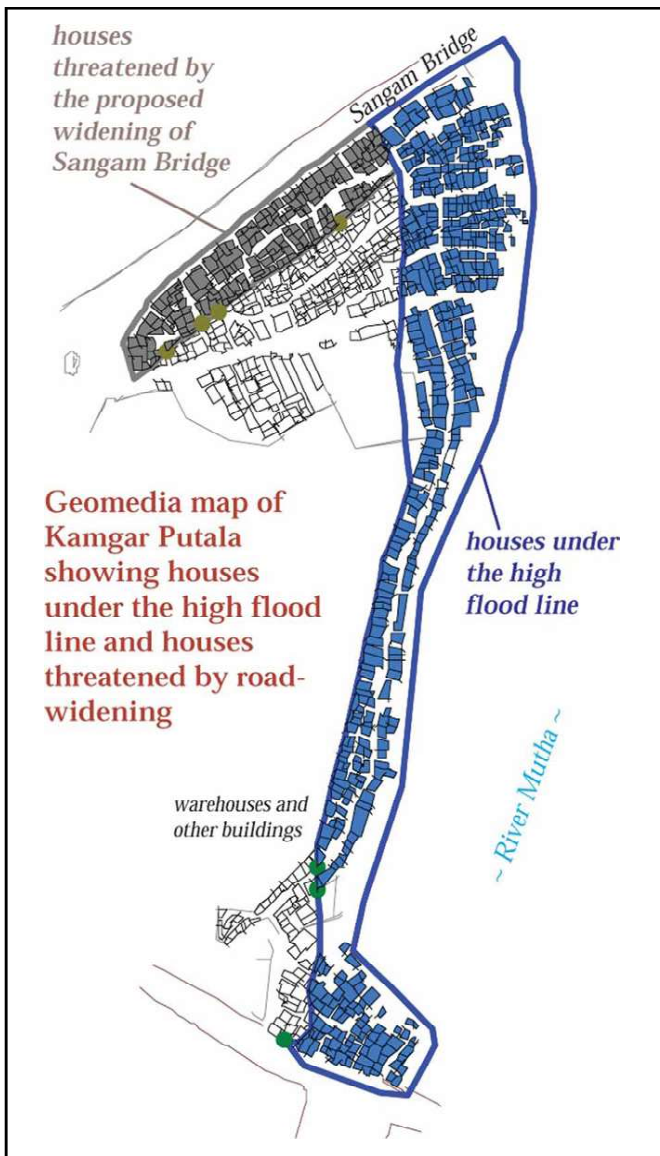 houses
threatened by
the proposed
widening of
Sangam Bridge
Sangam Bridge
Geomedia map of
Kamgar Putala
showing houses
under the high flood
line and houses
threatened by road-
widening
houses under
the high
flood line
warehouses and
other buildings
~ River Mutha ~